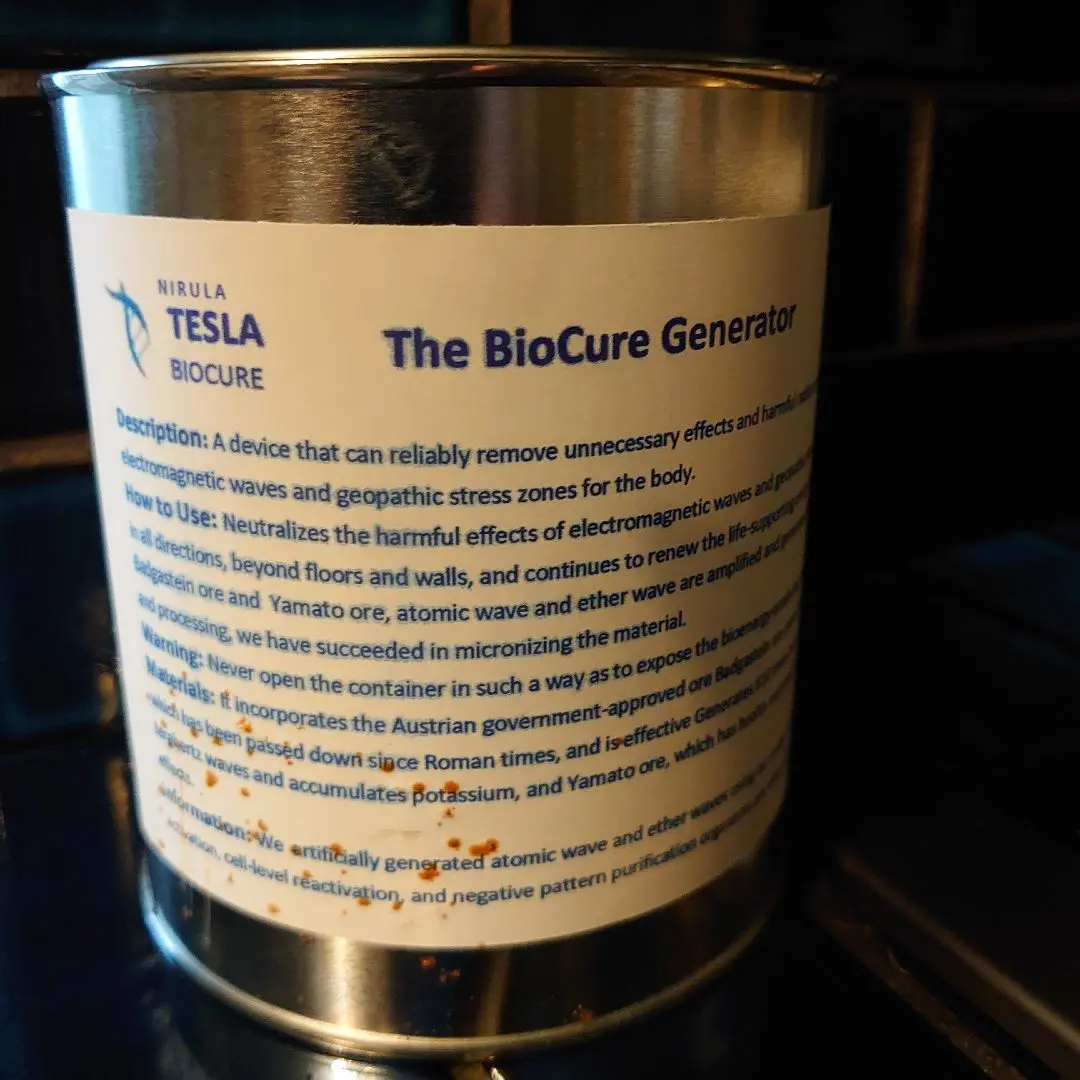 NIRULA
TESLA
BIOCURE
The BioCure Generator
Description: A device that can reliably remove unnecessary effects and harmful
electromagnetic waves and geopathic stress zones for the body.
How to Use: Neutralizes the harmful effects of electromagnetic waves and
in all directions, beyond floors and walls, and continues to renew the life-supporting
Badgastein ore and Yamato ore, atomic wave and ether wave are amplified and
and processing, we have succeeded in micronizing the material.
Warning: Never open the container in such a way as to expose the bioenergy
Materials: It incorporates the Austrian government-approved ore Badgastein
which has been passed down since Roman times, and is effective Generates
terahertz waves and accumulates potassium, and Yamato ore, which has health
effects.
Information: We artificially generated atomic wave and ether waves using
activation, cell-level reactivation, and negative pattern purification